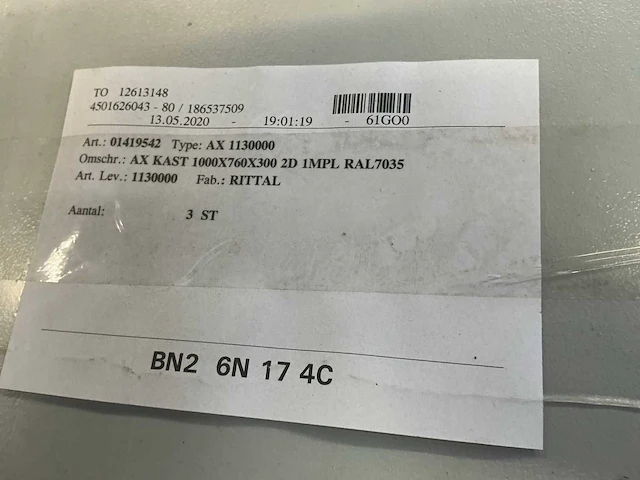 TO 12613148
4501626043 - 80 / 186537509
13.05.2020 - 19:01:19 - 61GO0
Art.: 01419542 Type: AX 1130000
Omschr.: AX KAST 1000X760X300 2D 1MPL RAL7035
Art. Lev.: 1130000 Fab.: RITTAL
Aantal: 3 ST
BN2 6N 17 4C